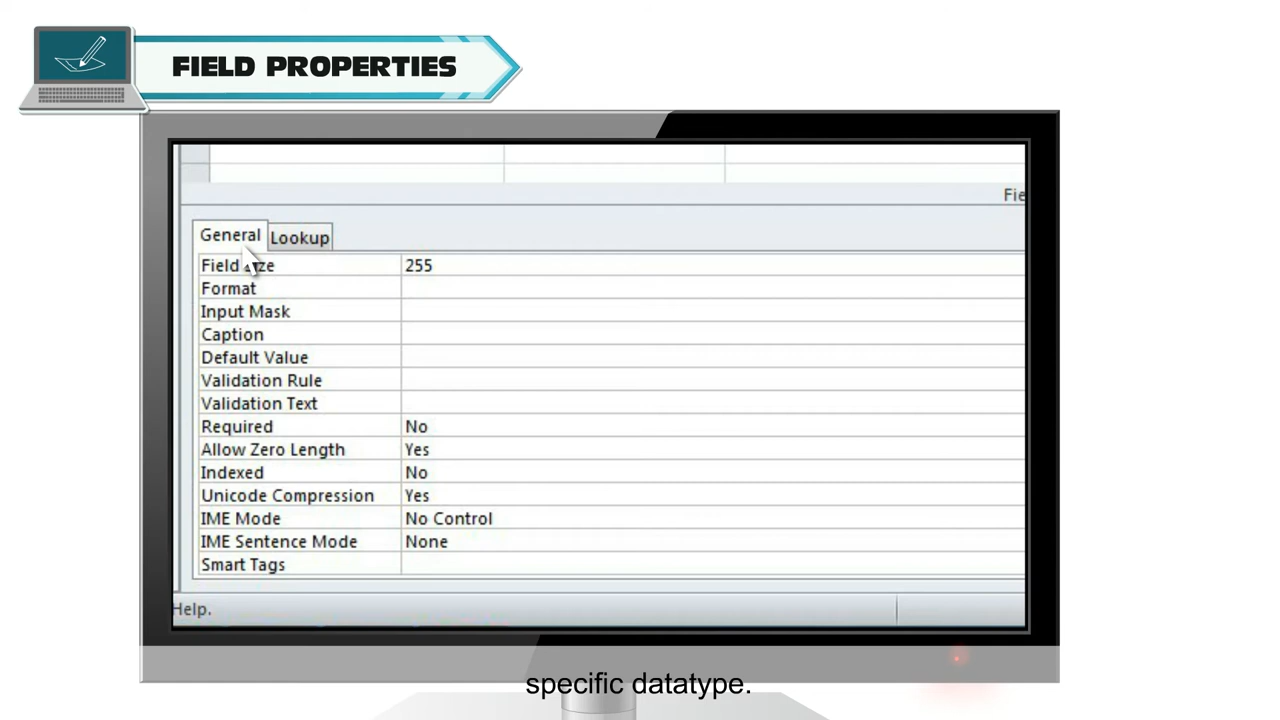 FIELD PROPERTIES
Fie
General Lookup
Field Size 255
Format
Input Mask
Caption
Default Value
Validation Rule
Validation Text
Required No
Allow Zero Length Yes
Indexed No
Unicode Compression Yes
IME Mode No Control
IME Sentence Mode None
Smart Tags
Help.
specific datatype.